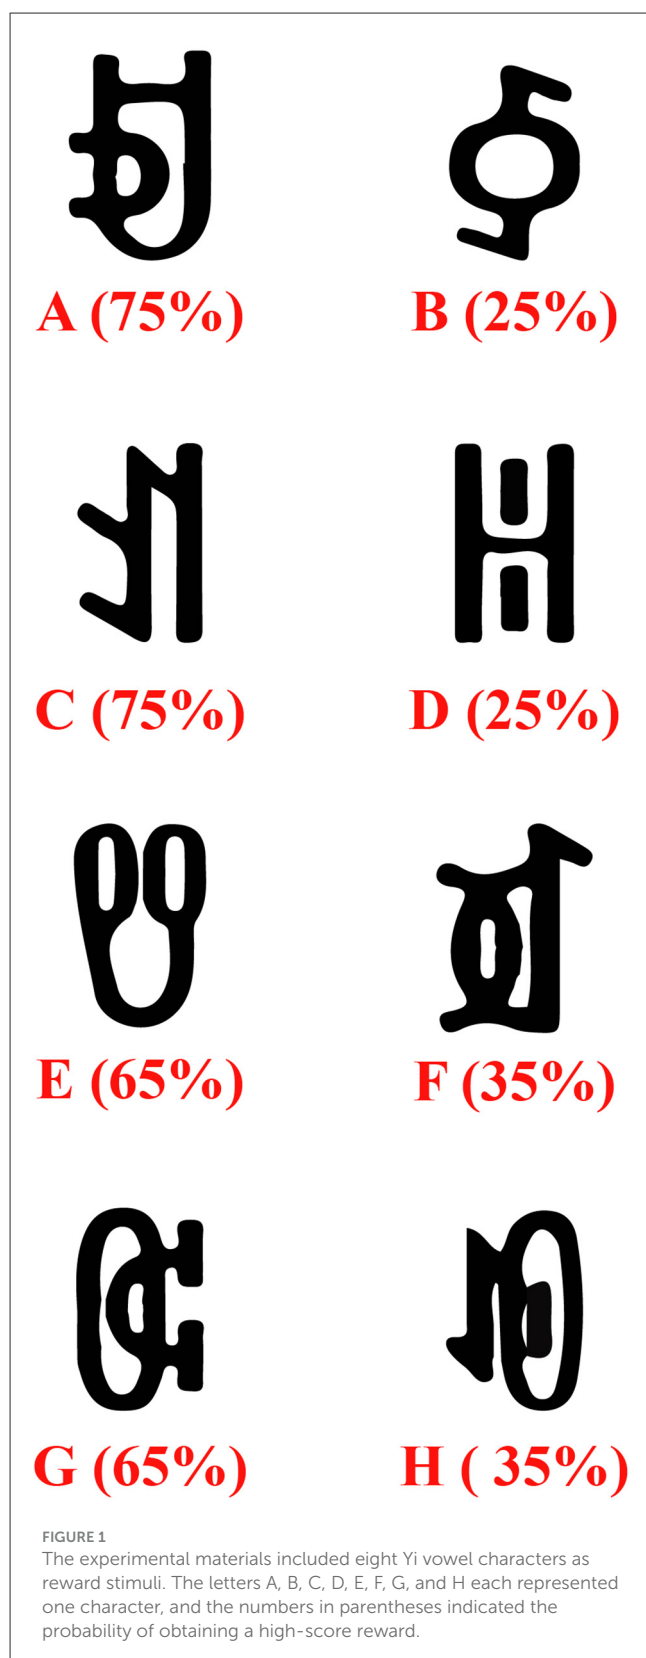 A (75%) B (25%)
C (75%) D (25%)
E (65%) F (35%)
G (65%) H ( 35%)
FIGURE 1
The experimental materials included eight Yi vowel characters as
reward stimuli. The letters A, B, C, D, E, F, G, and H each represented
one character, and the numbers in parentheses indicated the
probability of obtaining a high-score reward.